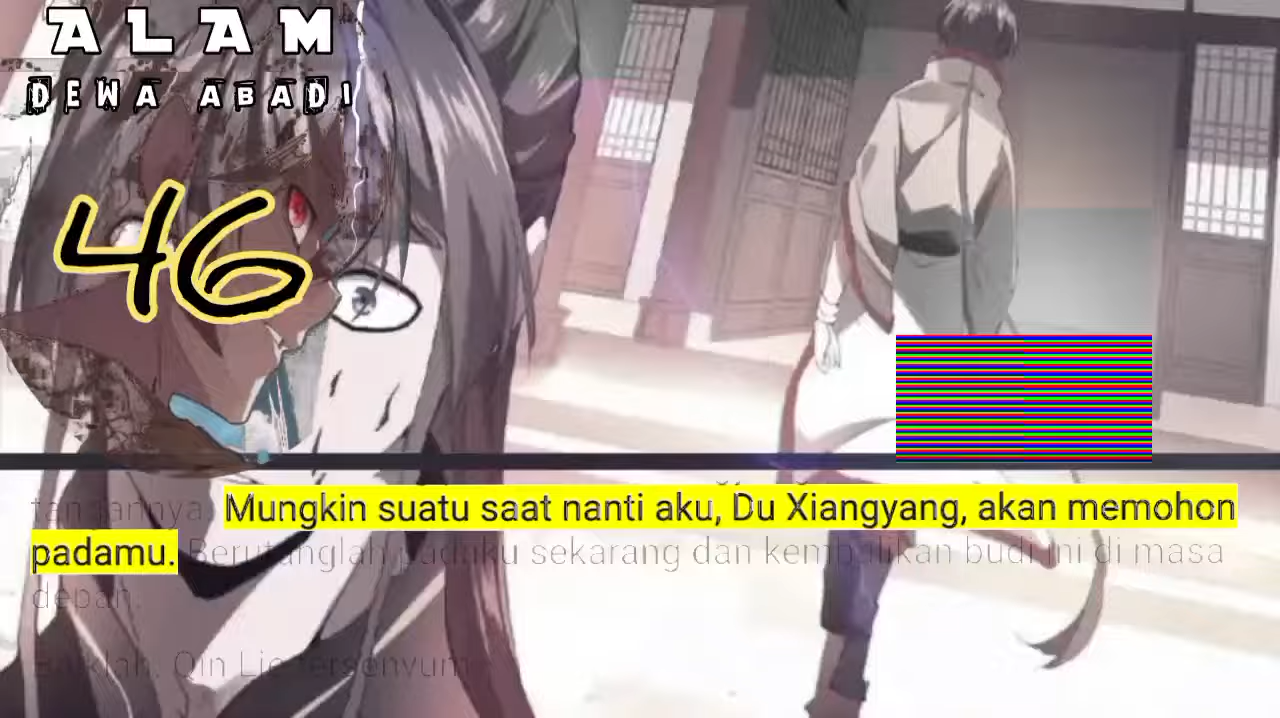 ALAM
DEWA ABADI
46
tangannya. Mungkin suatu saat nanti aku, Du Xiangyang, akan memohon
padamu. Berutanglah padaku sekarang dan kembalikan budi ini di masa
depan.
Baiklah. Qin Lie tersenyum